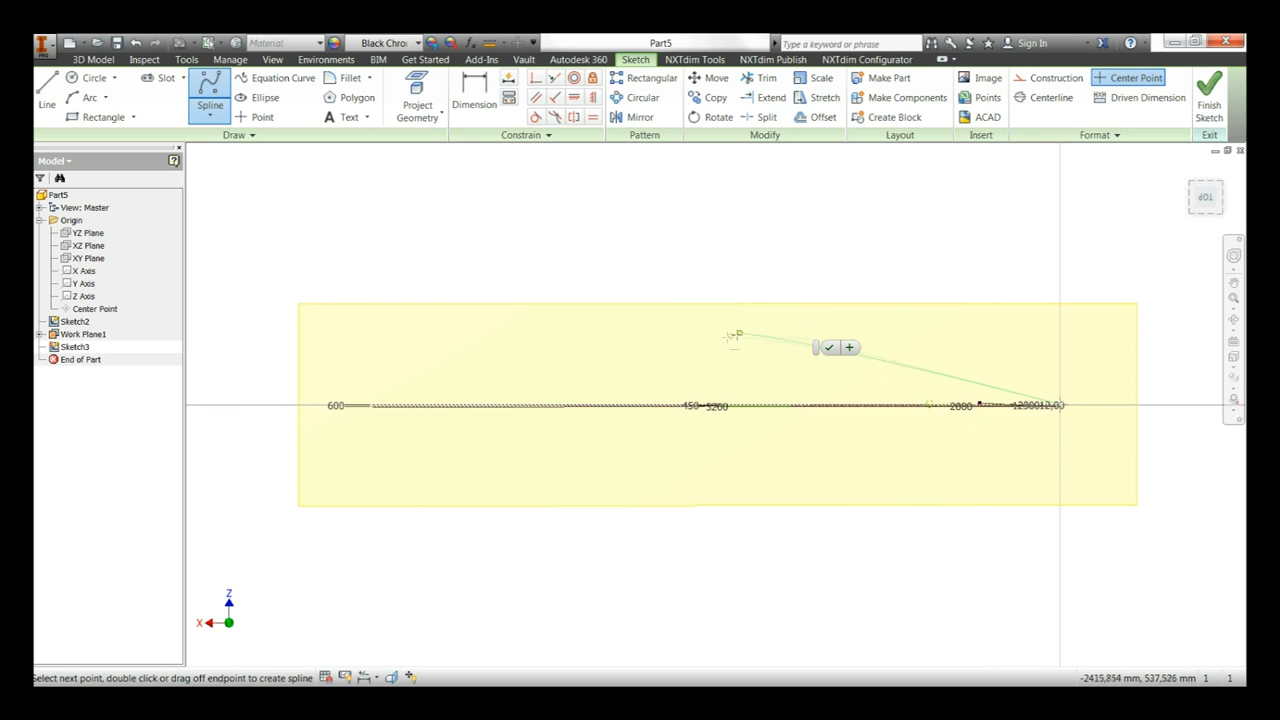 Material
Black Chro
Part5
Type a keyword or phrase
Sign In
PRO
3D Model Inspect Tools Manage View Environments BIM Get Started Add-Ins Vault Autodesk 360 Sketch NXTdim Tools NXTdim Publish NXTdim Configurator
Line
Circle
Arc
Rectangle
Slot
Spline
Equation Curve
Ellipse
Point
Fillet
Polygon
Text
Project Geometry
Dimension
Rectangular
Circular
Mirror
Move
Copy
Rotate
Trim
Extend
Split
Scale
Stretch
Offset
Make Part
Make Components
Create Block
Image
Points
ACAD
Construction
Centerline
Center Point
Driven Dimension
Finish Sketch
Draw Constrain Pattern Modify Layout Insert Format Exit
Model
Part5
View: Master
Origin
YZ Plane
XZ Plane
XY Plane
X Axis
Y Axis
Z Axis
Center Point
Sketch2
Work Plane1
Sketch3
End of Part
TOP
600
450
5200
2000
Z
X
Select next point, double click or drag off endpoint to create spline
-2415,854 mm, 537,526 mm 1 1